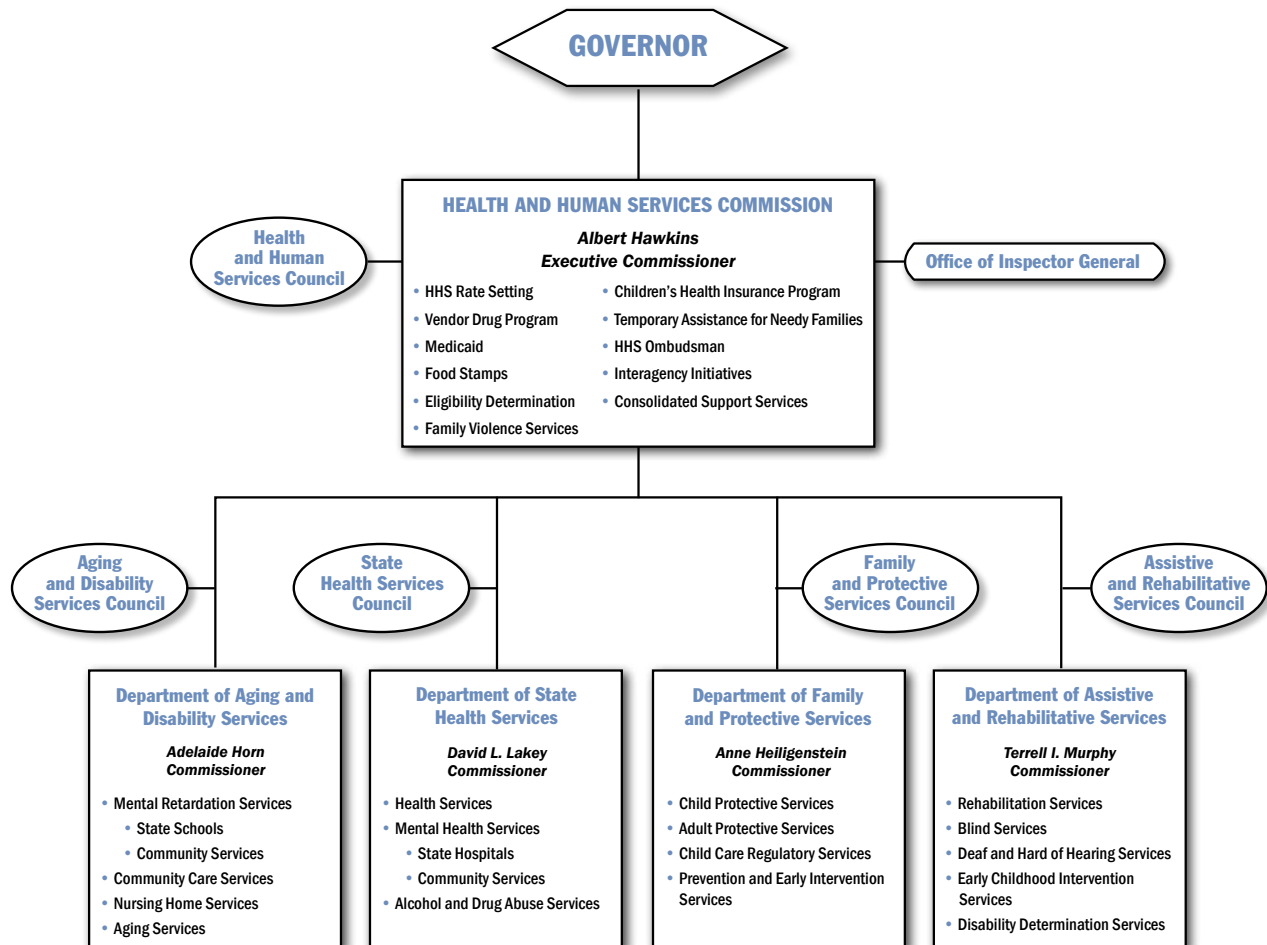 GOVERNOR
HEALTH AND HUMAN SERVICES COMMISSION
Albert Hawkins
Executive Commissioner
• HHS Rate Setting
• Vendor Drug Program
• Medicaid
• Food Stamps
• Eligibility Determination
• Family Violence Services
• Children’s Health Insurance Program
• Temporary Assistance for Needy Families
• HHS Ombudsman
• Interagency Initiatives
• Consolidated Support Services
Health
and Human
Services Council
Office of Inspector General
Aging
and Disability
Services Council
State
Health Services
Council
Family
and Protective
Services Council
Assistive
and Rehabilitative
Services Council
Department of Aging and
Disability Services
Adelaide Horn
Commissioner
• Mental Retardation Services
• State Schools
• Community Services
• Community Care Services
• Nursing Home Services
• Aging Services
Department of State
Health Services
David L. Lakey
Commissioner
• Health Services
• Mental Health Services
• State Hospitals
• Community Services
• Alcohol and Drug Abuse Services
Department of Family
and Protective Services
Anne Heiligenstein
Commissioner
• Child Protective Services
• Adult Protective Services
• Child Care Regulatory Services
• Prevention and Early Intervention
Services
Department of Assistive
and Rehabilitative Services
Terrell I. Murphy
Commissioner
• Rehabilitation Services
• Blind Services
• Deaf and Hard of Hearing Services
• Early Childhood Intervention
Services
• Disability Determination Services